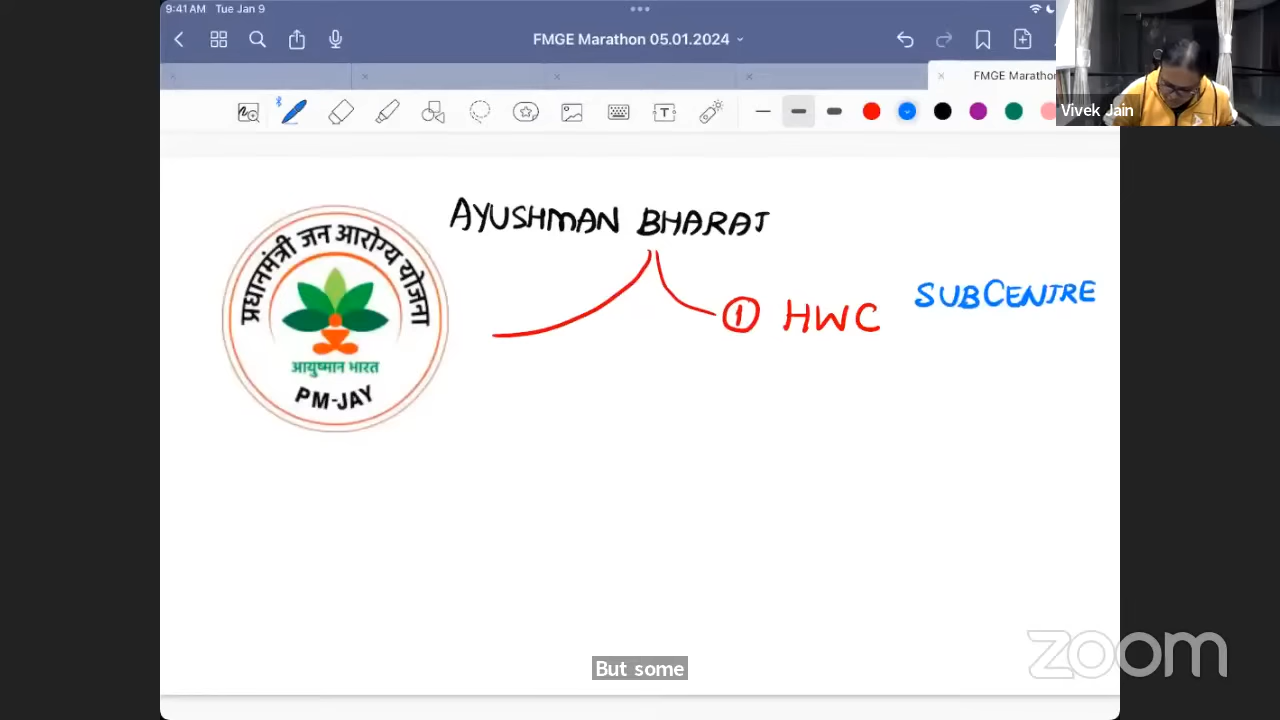 9:41 AM Tue Jan 9
FMGE Marathon 05.01.2024
FMGE Marathon
Vivek Jain
AYUSHMAN BHARAT
प्रधानमंत्री जन आरोग्य योजना
आयुष्मान भारत
PM-JAY
① HWC
SUBCENTRE
But some
zoom